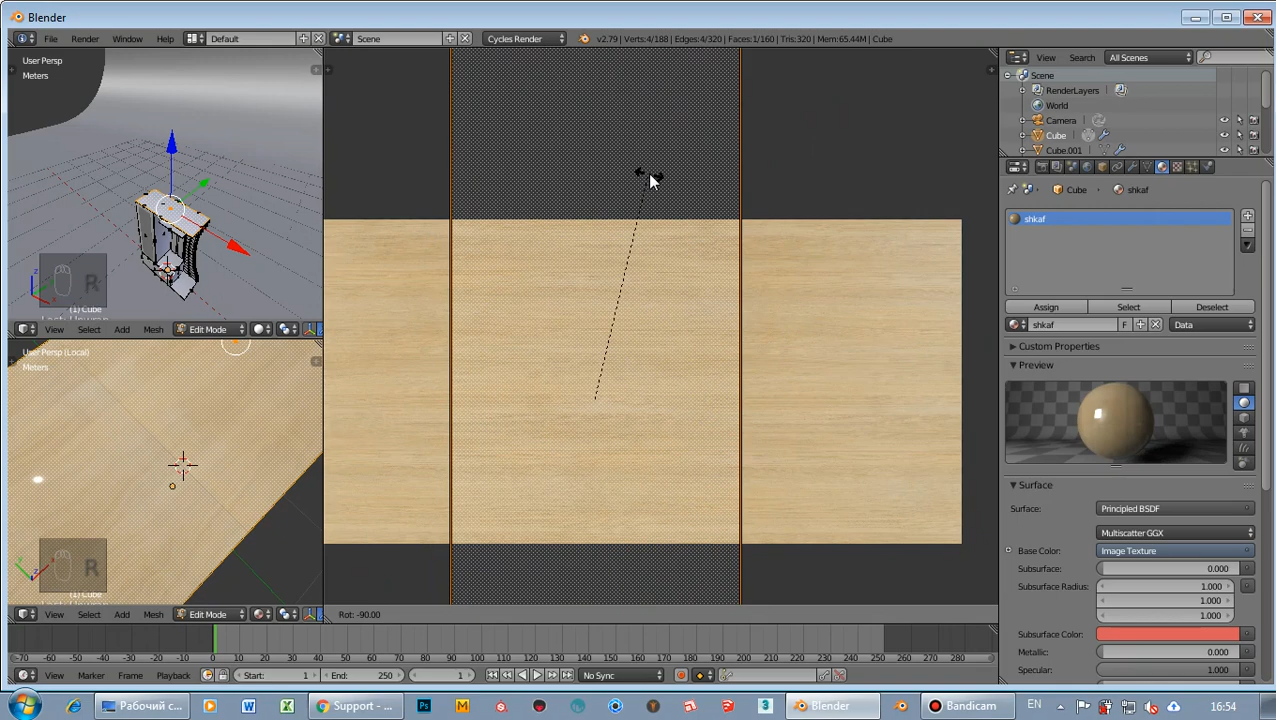 Blender
File Render Window Help Default Scene Cycles Render v2.79 | Verts:4/188 | Edges:4/320 | Faces:1/160 | Tris:320 | Mem:65.44M | Cube
View Search All Scenes
User Persp
Meters
Scene
RenderLayers
World
Camera
Cube
Cube.001
Cube shkaf
shkaf
R
(1) Cube
View Select Add Mesh Edit Mode
Assign Select Deselect
shkaf F Data
Custom Properties
Preview
User Persp (Local)
Meters
Surface
Surface: Principled BSDF
Multiscatter GGX
Base Color: Image Texture
Subsurface: 0.000
Subsurface Radius: 1.000
1.000
1.000
Subsurface Color:
Metallic: 0.000
Specular: 1.000
R
(1) Cube
View Select Add Mesh Edit Mode Rot: -90.00
-70 -60 -50 -40 -30 -20 -10 0 10 20 30 40 50 60 70 80 90 100 110 120 130 140 150 160 170 180 190 200 210 220 230 240 250 260 270 280
View Marker Frame Playback Start: 1 End: 250 1 No Sync
Рабочий с... Support - ... Blender Bandicam 16:54